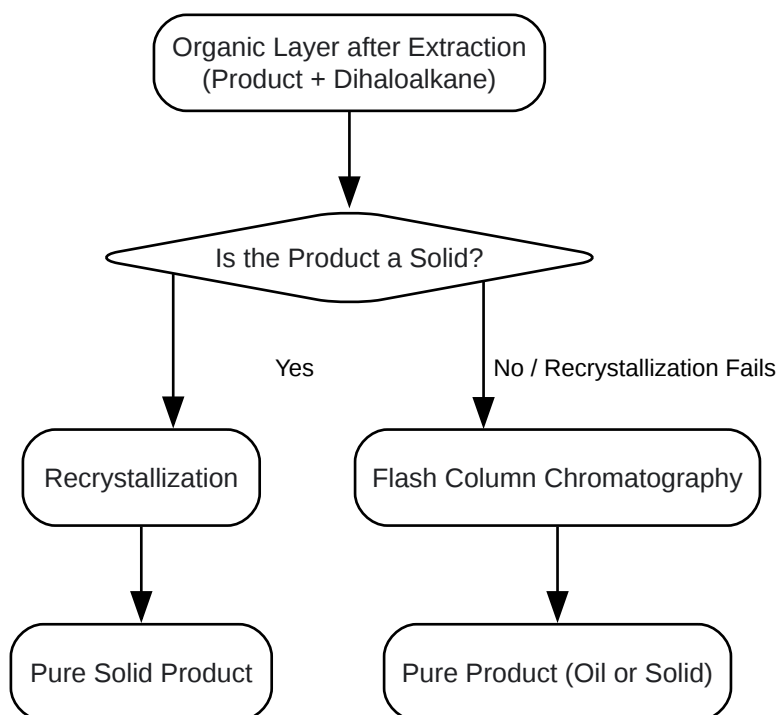 Organic Layer after Extraction
(Product + Dihaloalkane)
Is the Product a Solid?
Yes
No / Recrystallization Fails
Recrystallization
Flash Column Chromatography
Pure Solid Product
Pure Product (Oil or Solid)